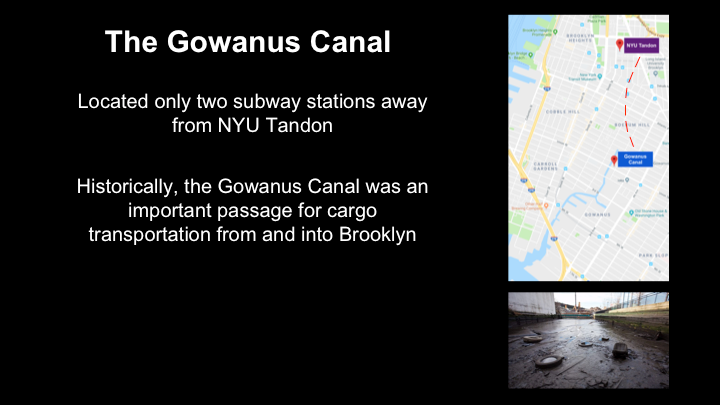 The Gowanus Canal
Located only two subway stations away
from NYU Tandon
Historically, the Gowanus Canal was an
important passage for cargo
transportation from and into Brooklyn
BROOKLYN
HEIGHTS
NYU Tandon
COBBLE HILL
BOERUM HILL
Gowanus
Canal
CARROLL
GARDENS
GOWANUS
PARK SLOPE